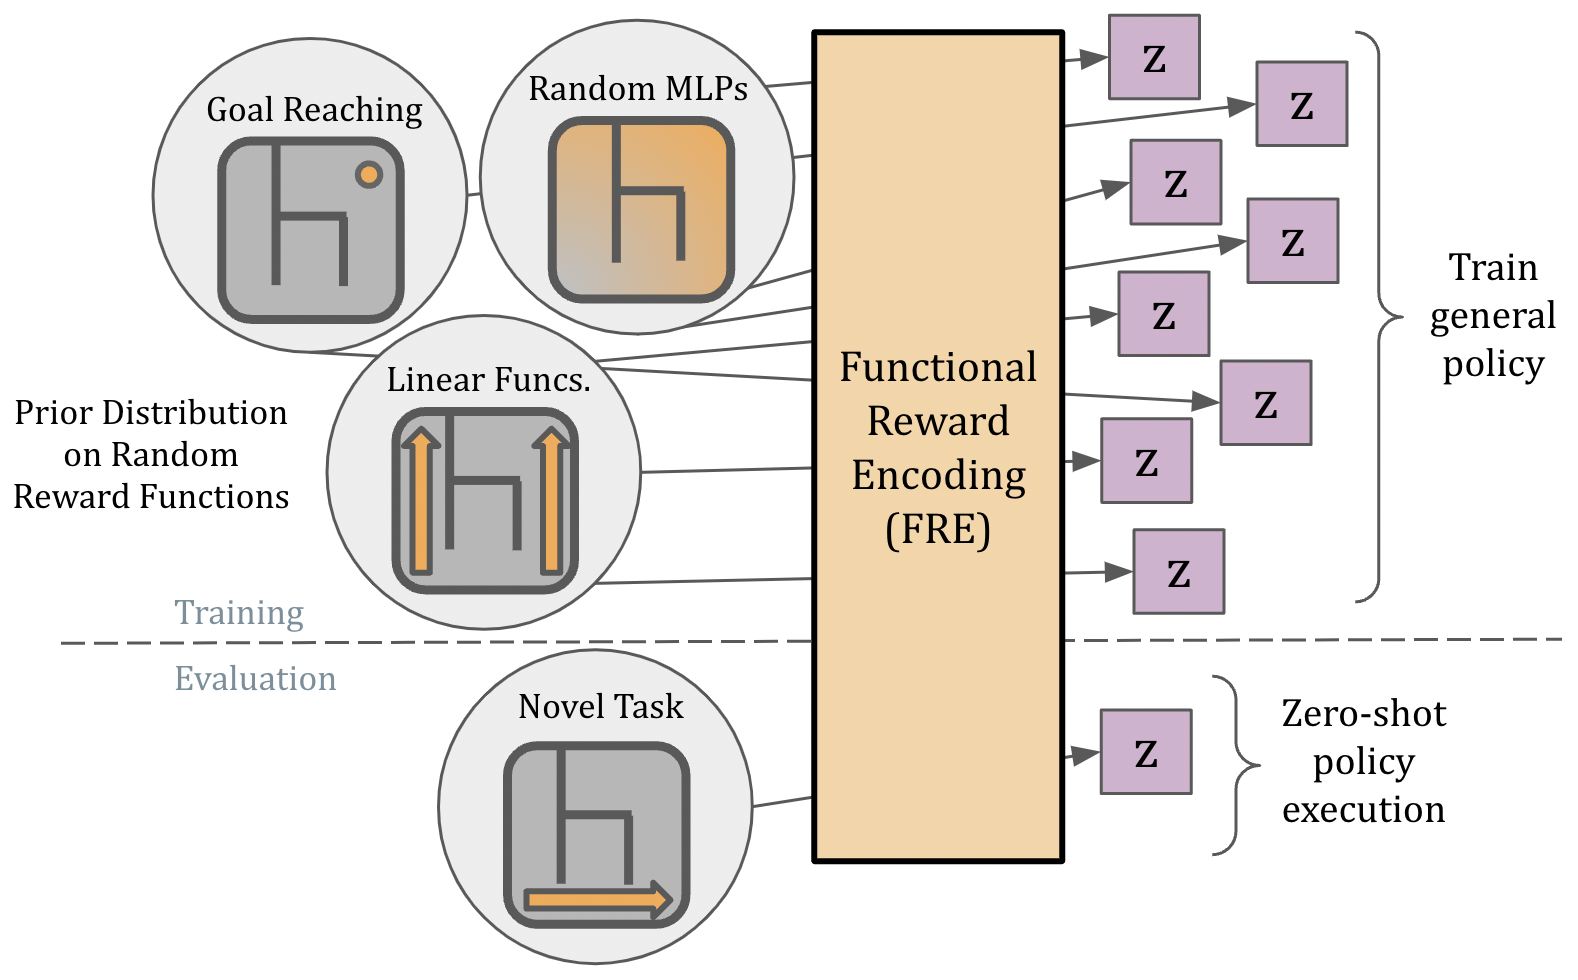 Goal Reaching
Random MLPs
Linear Funcs.
Prior Distribution
on Random
Reward Functions
Training
Evaluation
Novel Task
Functional
Reward
Encoding
(FRE)
z
z
z
z
z
z
z
z
Train
general
policy
z
Zero-shot
policy
execution